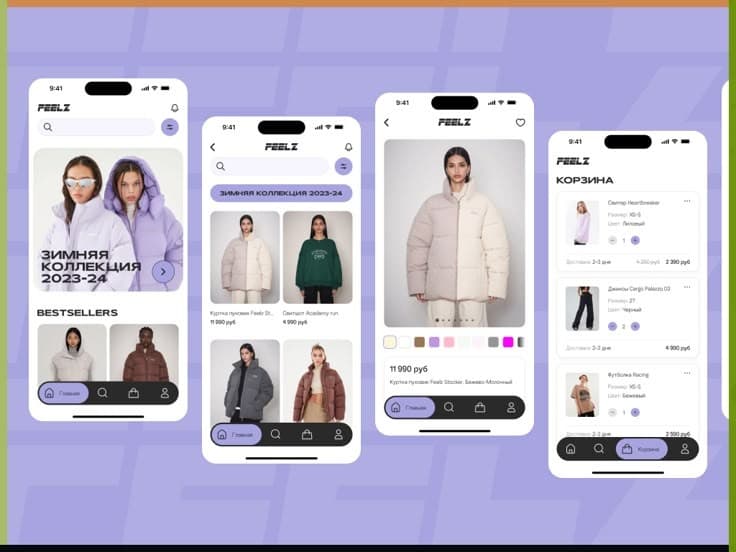 9:41
FEELZ
ЗИМНЯЯ
КОЛЛЕКЦИЯ
2023-24
BESTSELLERS
Главная
9:41
FEELZ
ЗИМНЯЯ КОЛЛЕКЦИЯ 2023-24
Куртка пуховик Feelz St...
11 990 руб
Свитшот Academy run
4 990 руб
Главная
9:41
FEELZ
11 990 руб
Куртка пуховик Feelz Stocker, Бежево-Молочный
Главная
9:41
FEELZ
КОРЗИНА
Свитер Heartbreaker
Размер: XS-S
Цвет: Лиловый
1
Доставка 2-3 дня 4 350 руб 2 390 руб
Джинсы Cargo Palazzo 03
Размер: 27
Цвет: Черный
2
Доставка 2-3 дня 4 990 руб
Футболка Racing
Размер: XS-S
Цвет: Бежевый
1
Доставка 2-3 дня 2 590 руб
Корзина
FEELZ